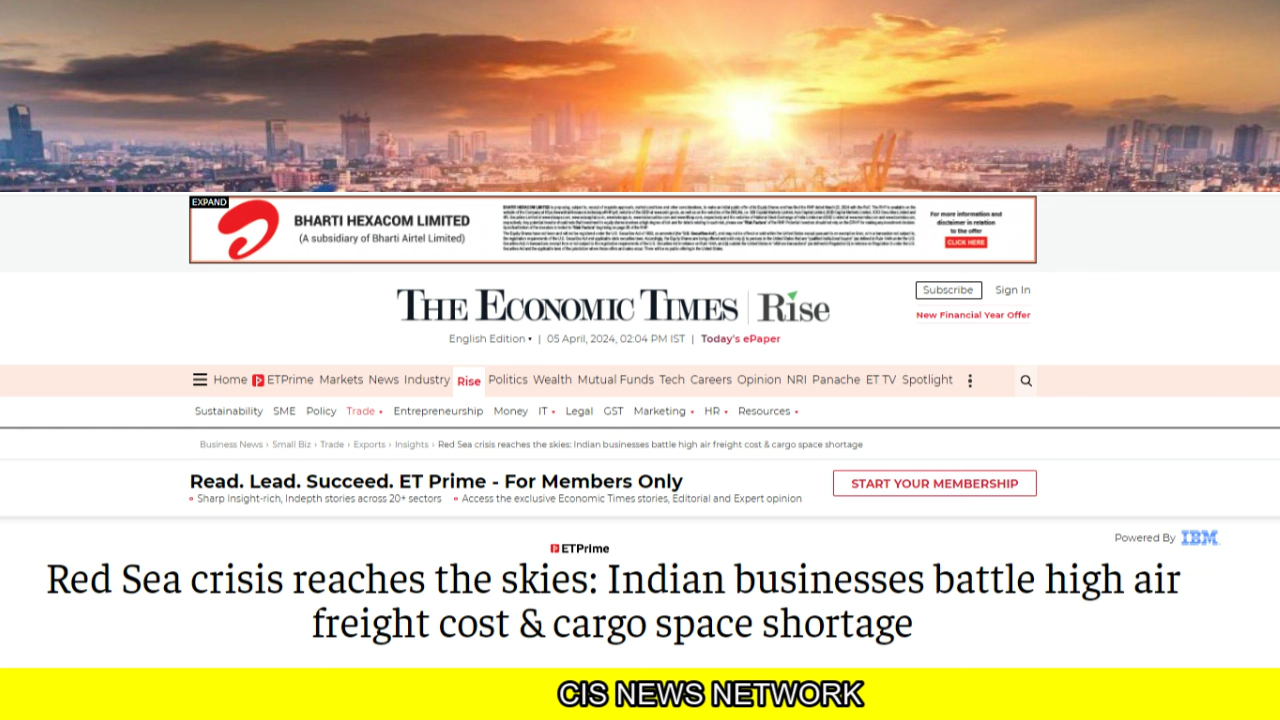 EXPAND
BHARTI HEXACOM LIMITED
(A subsidiary of Bharti Airtel Limited)
For more information and
disclaimer in relation
to the offer
CLICK HERE
THE ECONOMIC TIMES | Rise
Subscribe Sign In
New Financial Year Offer
English Edition ▾ | 05 April, 2024, 02:04 PM IST | Today's ePaper
Home ETPrime Markets News Industry Rise Politics Wealth Mutual Funds Tech Careers Opinion NRI Panache ET TV Spotlight
Sustainability SME Policy Trade Entrepreneurship Money IT Legal GST Marketing HR Resources
Business News › Small Biz › Trade › Exports › Insights › Red Sea crisis reaches the skies: Indian businesses battle high air freight cost & cargo space shortage
Read. Lead. Succeed. ET Prime - For Members Only
Sharp Insight-rich, Indepth stories across 20+ sectors Access the exclusive Economic Times stories, Editorial and Expert opinion
START YOUR MEMBERSHIP
Powered By IBM
ETPrime
Red Sea crisis reaches the skies: Indian businesses battle high air
freight cost & cargo space shortage
CIS NEWS NETWORK